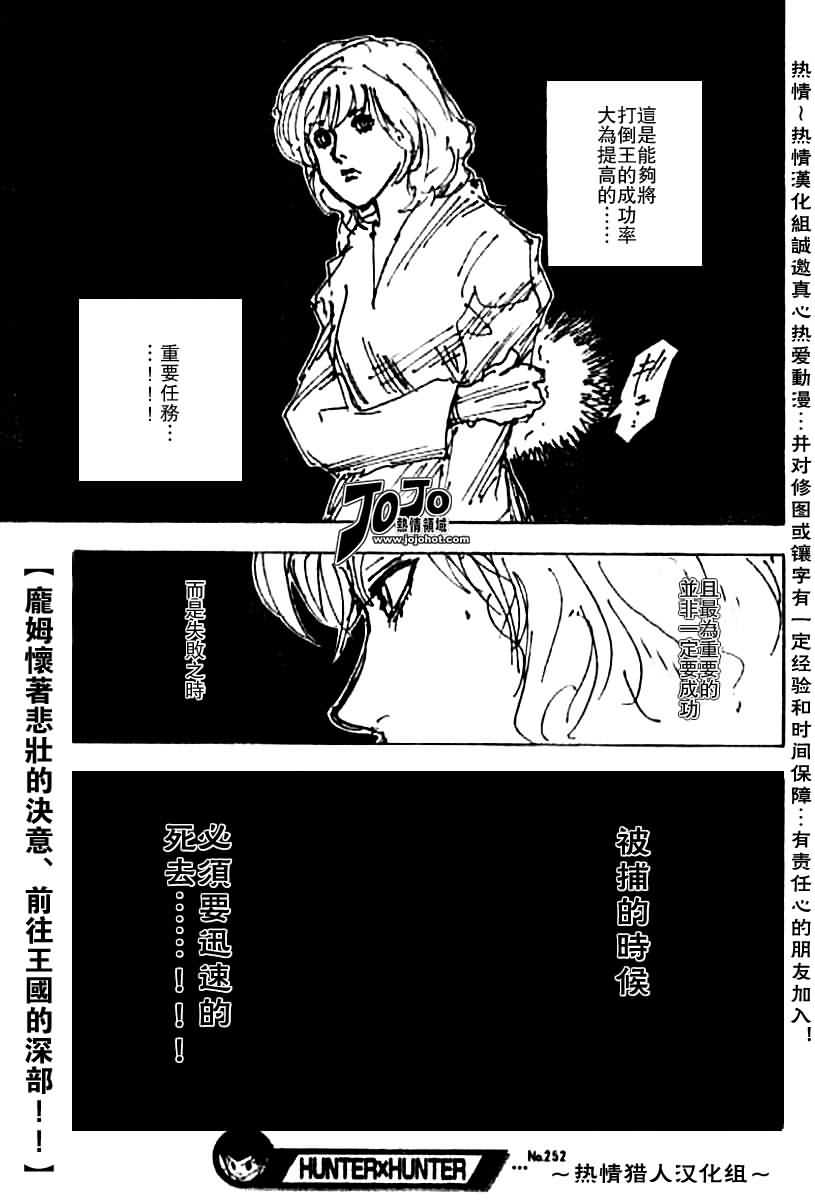 熱情～热情漢化組誠邀真心热爱動漫…并对修图或镶字有一定经验和时间保障…有责任心的朋友加入！
這是能夠將
打倒王的成功率
大為提高的……
ギュ…
重要任務…
…！！！
JOJO
熱情領域
www.jojohot.com
且最為重要的
並非一定要成功
而是失敗之時
被捕的時候
必須要迅速的
死去……！！！
【龐姆懷著悲壯的決意、前往王國的深部！！】
HUNTER×HUNTER
…No.252
～热情猎人汉化组～